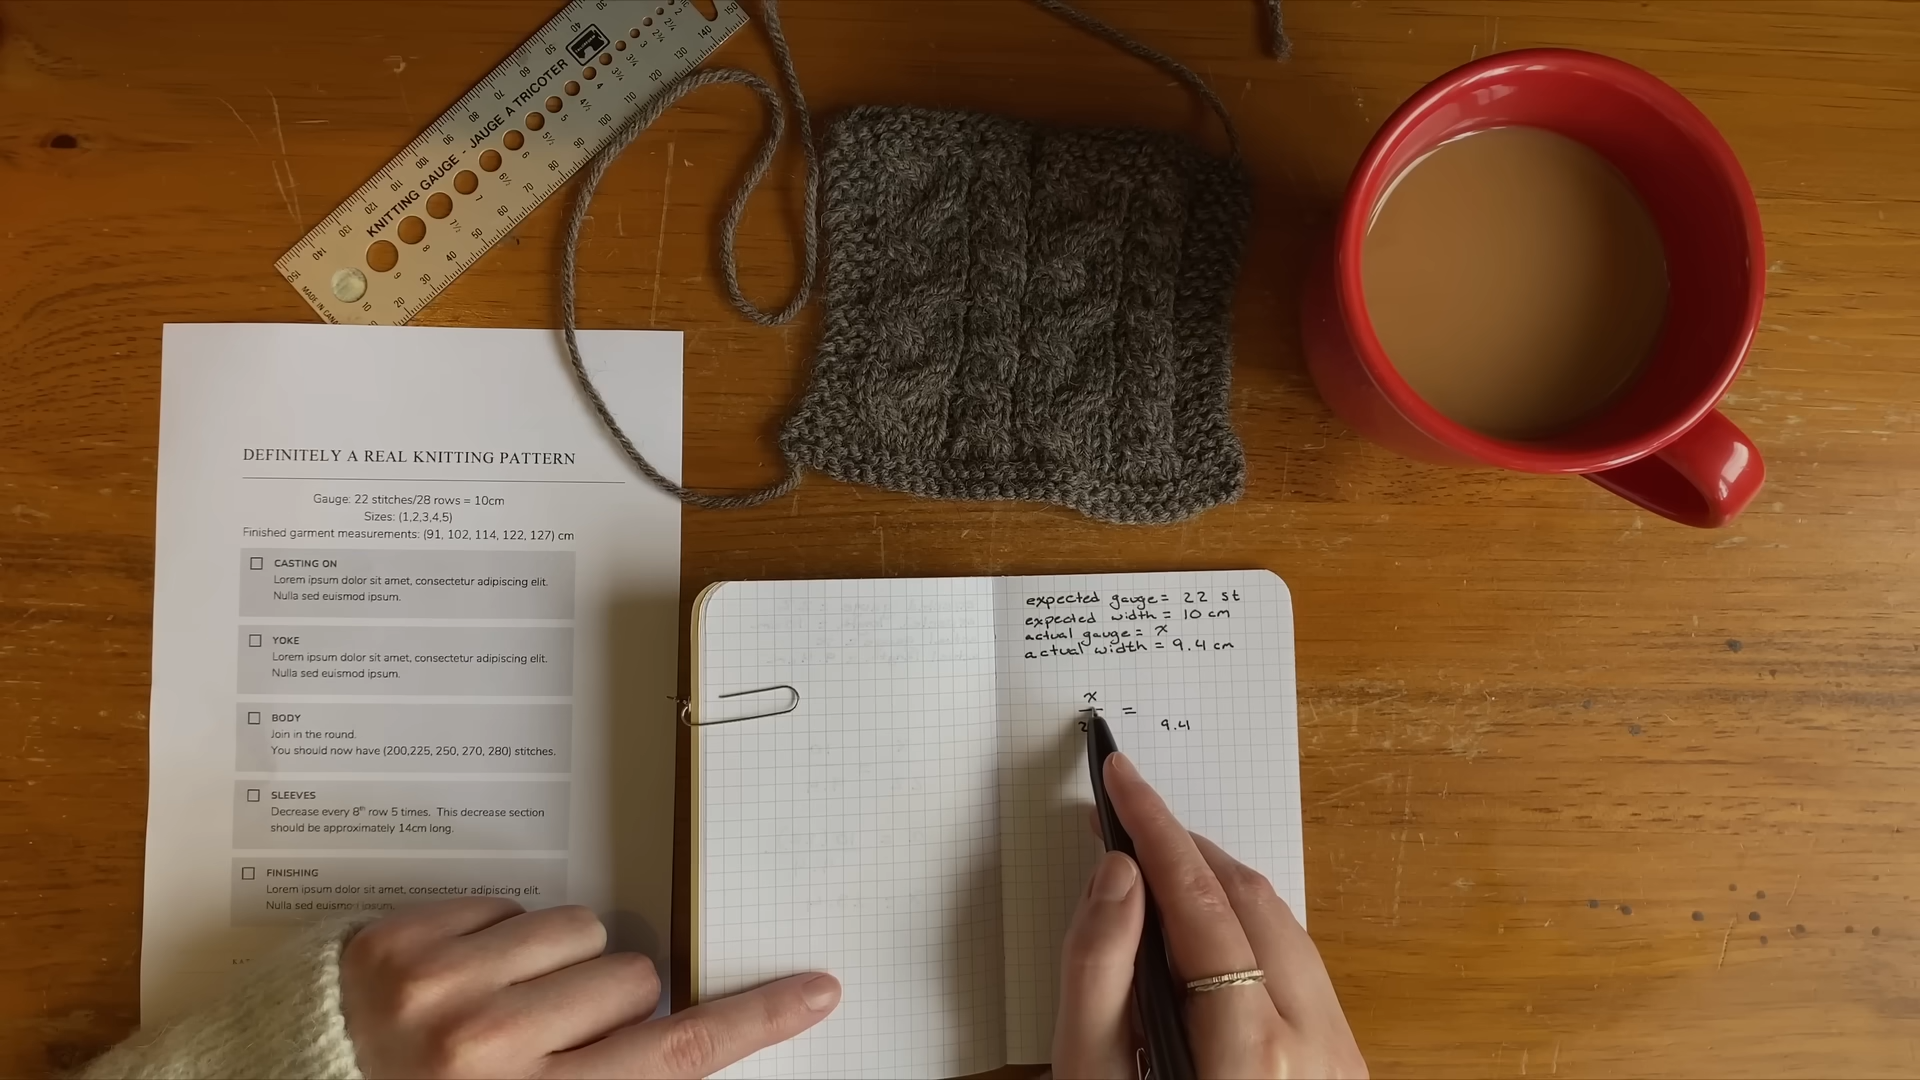 KNITTING GAUGE - JAUGE A TRICOTER
MADE IN CANA
DEFINITELY A REAL KNITTING PATTERN
Gauge: 22 stitches/28 rows = 10cm
Sizes: (1,2,3,4,5)
Finished garment measurements: (91, 102, 114, 122, 127) cm
CASTING ON
Lorem ipsum dolor sit amet, consectetur adipiscing elit.
Nulla sed euismod ipsum.
YOKE
Lorem ipsum dolor sit amet, consectetur adipiscing elit.
Nulla sed euismod ipsum.
BODY
Join in the round.
You should now have (200,225, 250, 270, 280) stitches.
SLEEVES
Decrease every 8th row 5 times. This decrease section
should be approximately 14cm long.
FINISHING
Lorem ipsum dolor sit amet, consectetur adipiscing elit.
Nulla sed euismod ipsum.
expected gauge = 22 st
expected width = 10 cm
actual gauge = x
actual width = 9.4 cm
x
=
2 9.4